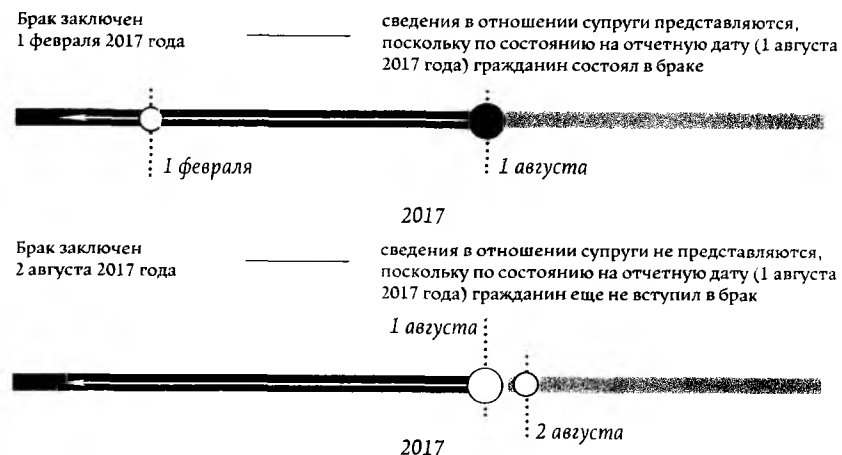 Брак заключен
1 февраля 2017 года
сведения в отношении супруги представляются,
поскольку по состоянию на отчетную дату (1 августа
2017 года) гражданин состоял в браке
1 февраля
1 августа
2017
Брак заключен
2 августа 2017 года
сведения в отношении супруги не представляются,
поскольку по состоянию на отчетную дату (1 августа
2017 года) гражданин еще не вступил в брак
1 августа
2 августа
2017